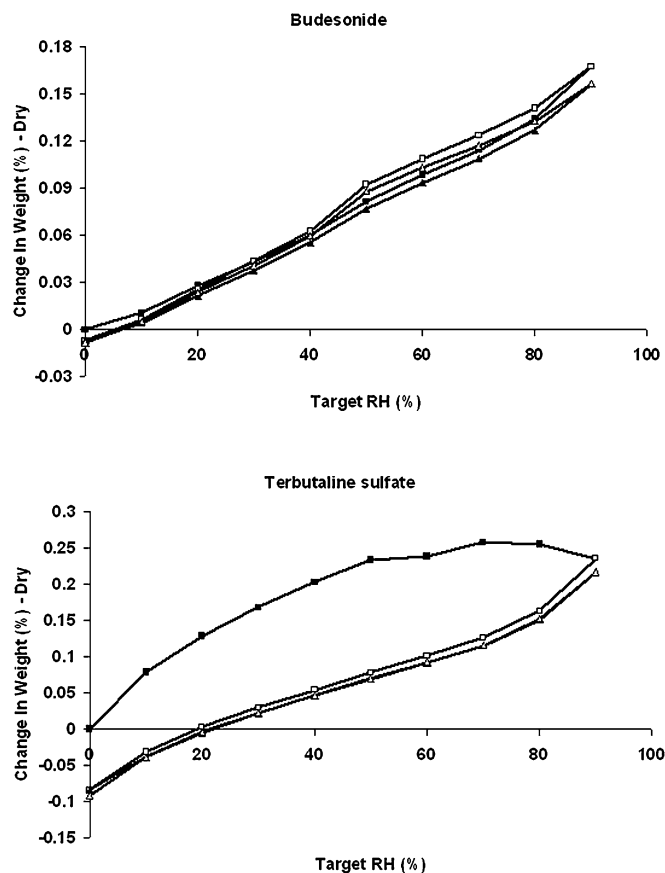 Budesonide
0.18
0.15
0.12
0.09
0.06
0.03
0
-0.03
Change In Weight (%) - Dry
0 20 40 60 80 100
Target RH (%)
Terbutaline sulfate
0.3
0.25
0.2
0.15
0.1
0.05
0
-0.05
-0.1
-0.15
Change In Weight (%) - Dry
0 20 40 60 80 100
Target RH (%)